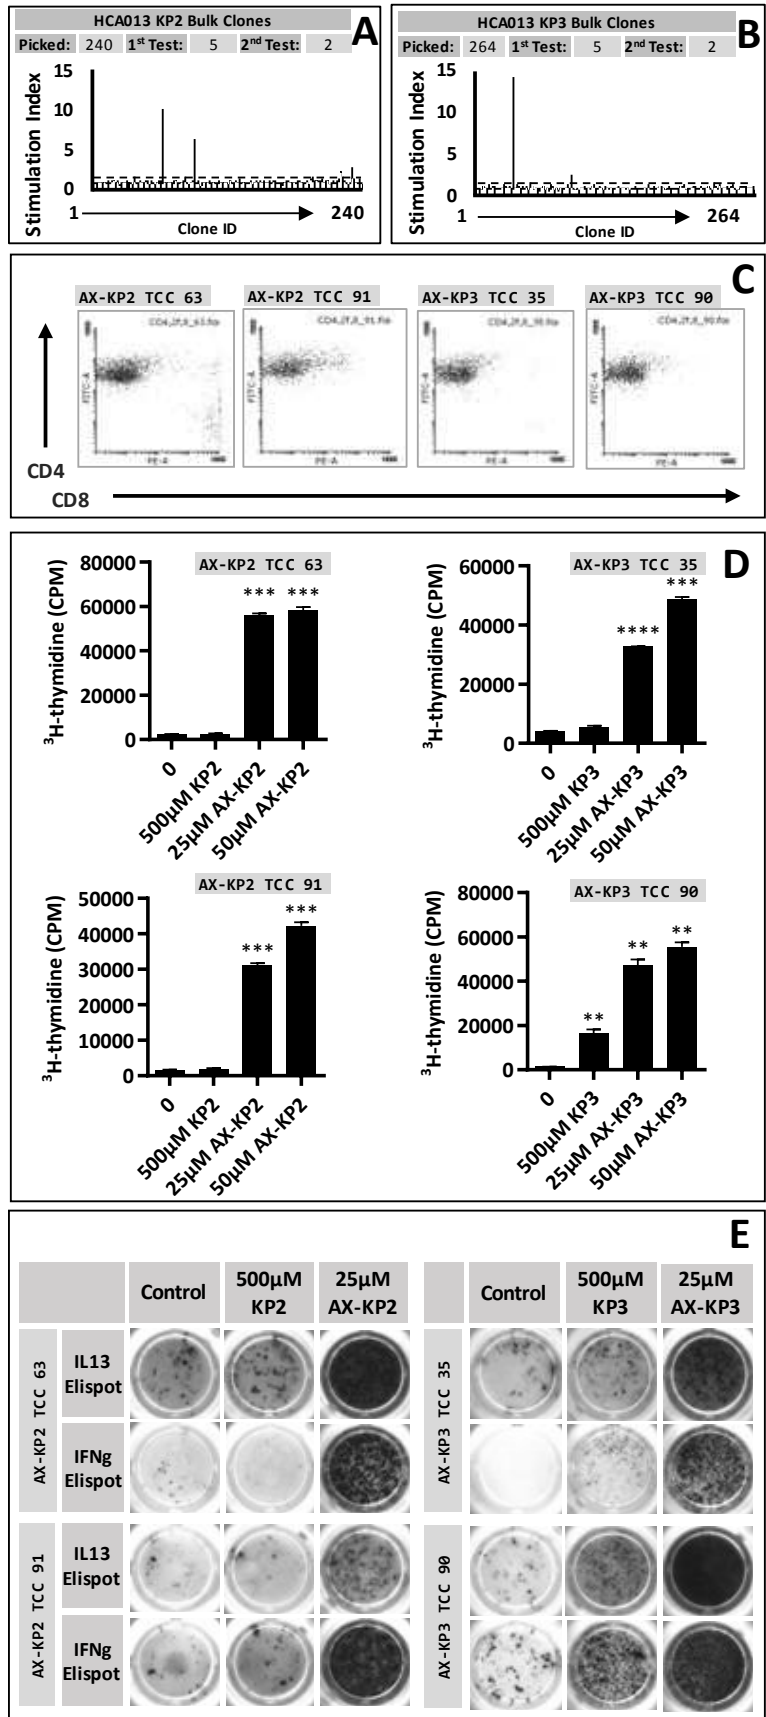 HCA013 KP2 Bulk Clones
A
Picked: 240 1st Test: 5 2nd Test: 2
Stimulation Index
15
10
5
0
1 240
Clone ID
HCA013 KP3 Bulk Clones
B
Picked: 264 1st Test: 5 2nd Test: 2
Stimulation Index
15
10
5
0
1 264
Clone ID
C
AX-KP2 TCC 63
AX-KP2 TCC 91
AX-KP3 TCC 35
AX-KP3 TCC 90
FITC-A
PE-A
FITC-A
PE-A
FITC-A
PE-A
FITC-A
PE-A
CD4
CD8
D
AX-KP2 TCC 63
³H-thymidine (CPM)
80000
60000
40000
20000
0
*** ***
0
500µM KP2
25µM AX-KP2
50µM AX-KP2
AX-KP3 TCC 35
³H-thymidine (CPM)
60000
40000
20000
0
**** ***
0
500µM KP3
25µM AX-KP3
50µM AX-KP3
AX-KP2 TCC 91
³H-thymidine (CPM)
50000
40000
30000
20000
10000
0
*** ***
0
500µM KP2
25µM AX-KP2
50µM AX-KP2
AX-KP3 TCC 90
³H-thymidine (CPM)
80000
60000
40000
20000
0
** ** **
0
500µM KP3
25µM AX-KP3
50µM AX-KP3
E
Control
500µM
KP2
25µM
AX-KP2
Control
500µM
KP3
25µM
AX-KP3
AX-KP2 TCC 63
IL13
Elispot
IFNg
Elispot
AX-KP3 TCC 35
AX-KP2 TCC 91
IL13
Elispot
IFNg
Elispot
AX-KP3 TCC 90